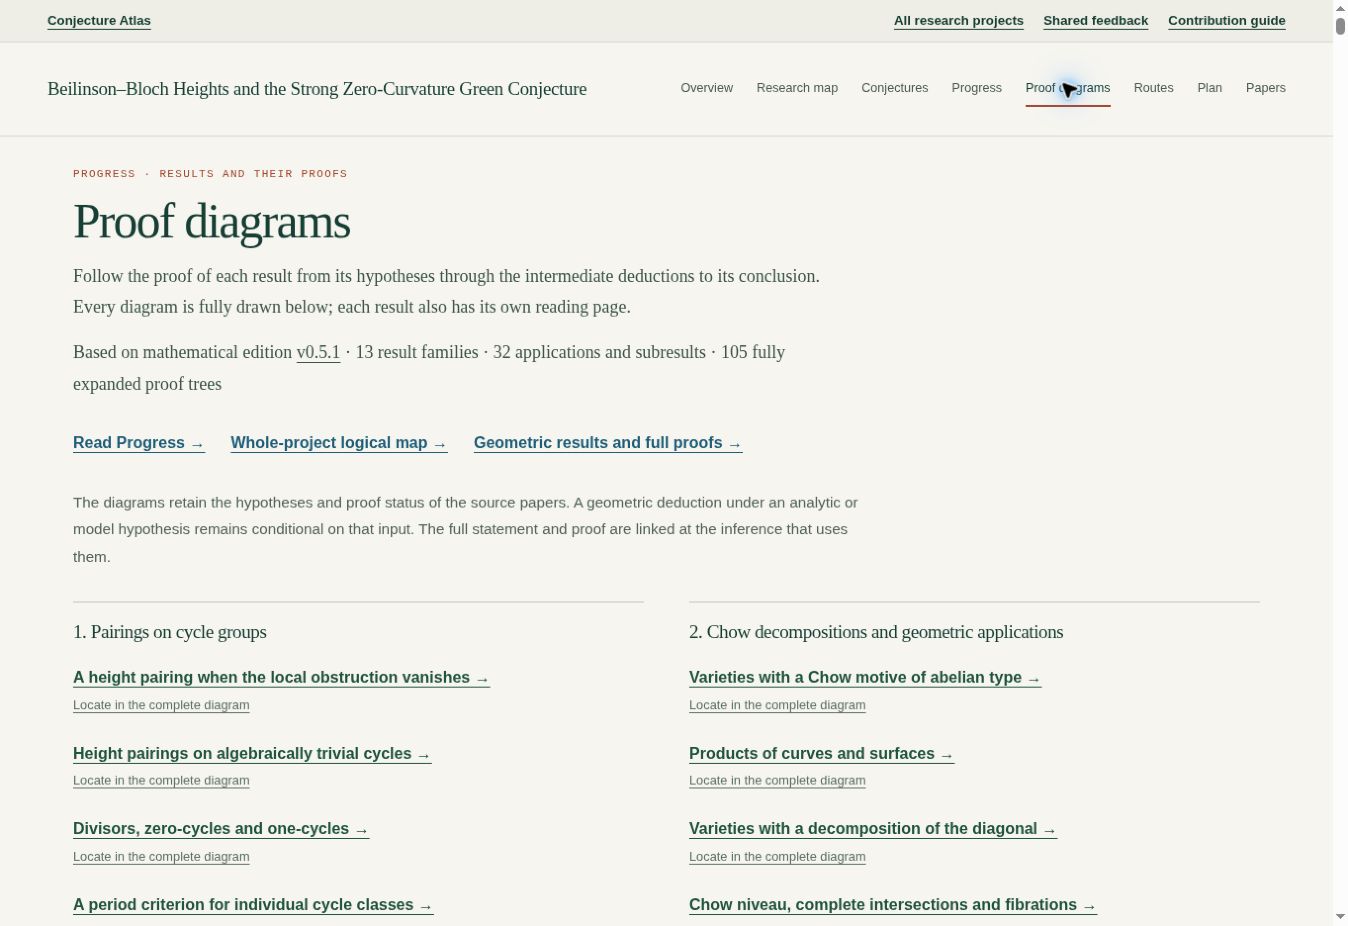 Conjecture Atlas
All research projects
Shared feedback
Contribution guide
Beilinson–Bloch Heights and the Strong Zero-Curvature Green Conjecture
Overview
Research map
Conjectures
Progress
Proof
Routes
Plan
Papers
PROGRESS · RESULTS AND THEIR PROOFS
Proof diagrams
Follow the proof of each result from its hypotheses through the intermediate deductions to its conclusion.
Every diagram is fully drawn below; each result also has its own reading page.
Based on mathematical edition v0.5.1 · 13 result families · 32 applications and subresults · 105 fully
expanded proof trees
Read Progress →
Whole-project logical map →
Geometric results and full proofs →
The diagrams retain the hypotheses and proof status of the source papers. A geometric deduction under an analytic or
model hypothesis remains conditional on that input. The full statement and proof are linked at the inference that uses
them.
1. Pairings on cycle groups
A height pairing when the local obstruction vanishes →
Locate in the complete diagram
Height pairings on algebraically trivial cycles →
Locate in the complete diagram
Divisors, zero-cycles and one-cycles →
Locate in the complete diagram
A period criterion for individual cycle classes →
2. Chow decompositions and geometric applications
Varieties with a Chow motive of abelian type →
Locate in the complete diagram
Products of curves and surfaces →
Locate in the complete diagram
Varieties with a decomposition of the diagonal →
Locate in the complete diagram
Chow niveau, complete intersections and fibrations →